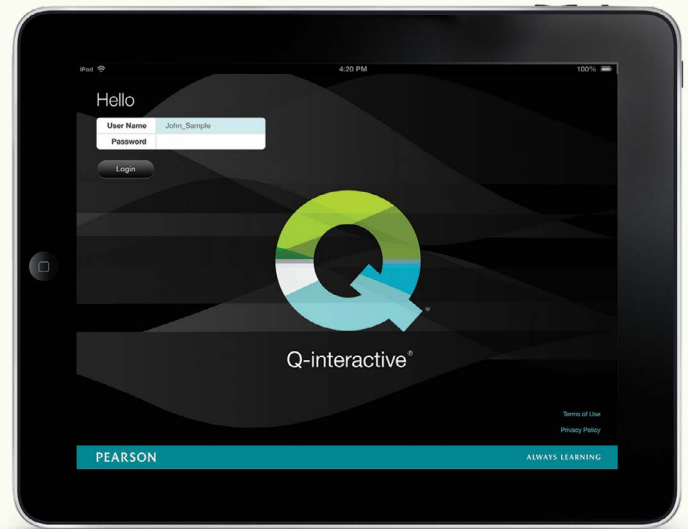 iPad 4:20 PM 100%
Hello
User Name John_Sample
Password
Login
Q-interactive®
Terms of Use
Privacy Policy
PEARSON ALWAYS LEARNING